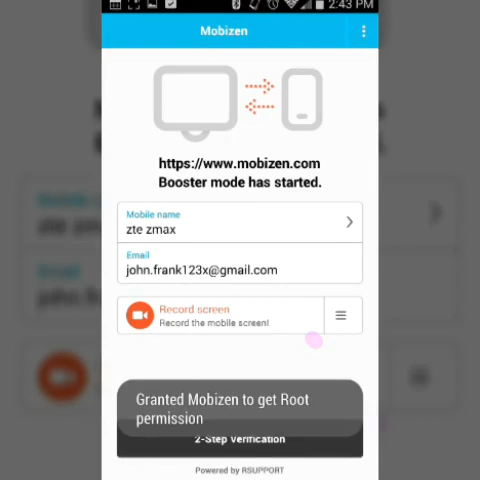 2:43 PM
Mobizen
https://www.mobizen.com
Booster mode has started.
Mobile name
zte zmax
Email
john.frank123x@gmail.com
Record screen
Record the mobile screen!
Granted Mobizen to get Root
permission
2-Step Verification
Powered by RSUPPORT